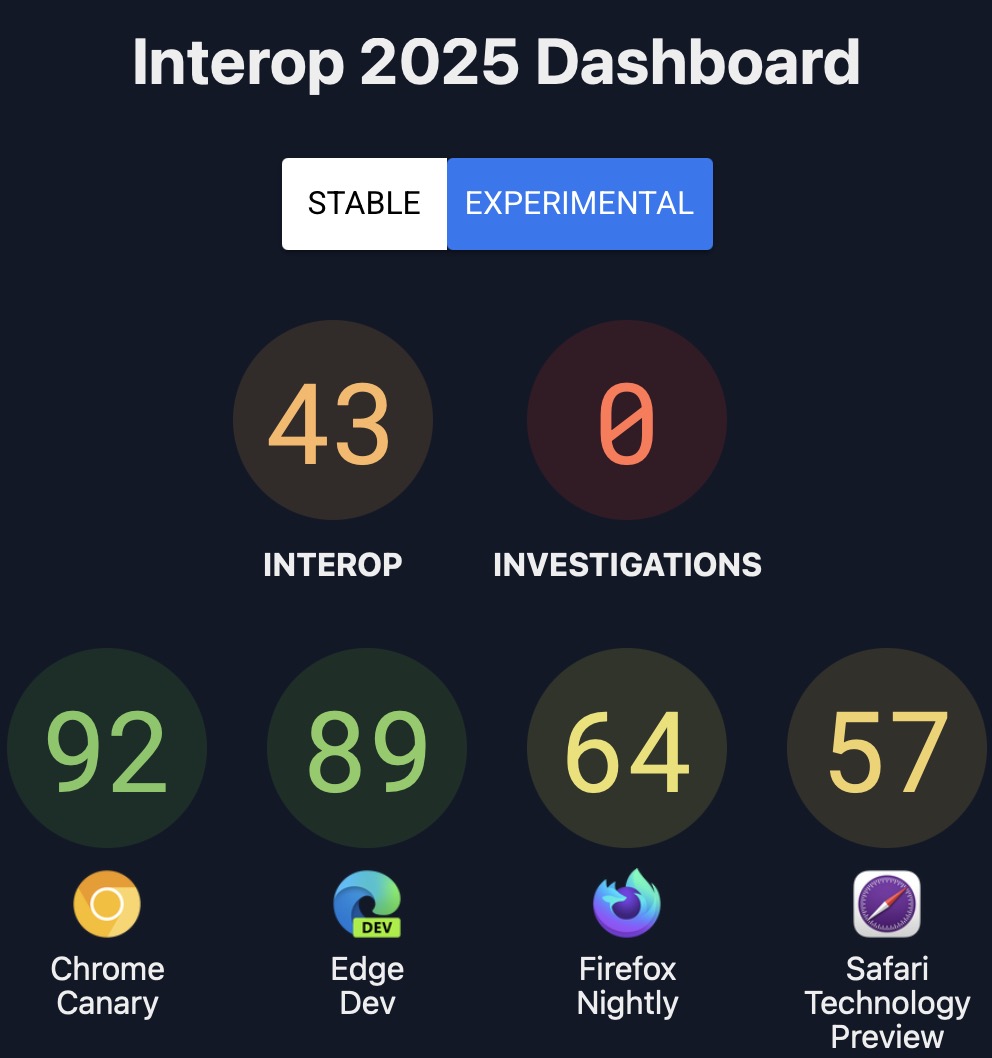 Interop 2025 Dashboard
STABLE EXPERIMENTAL
43 0
INTEROP INVESTIGATIONS
92 89 64 57
DEV
Chrome Edge Firefox Safari
Canary Dev Nightly Technology
Preview